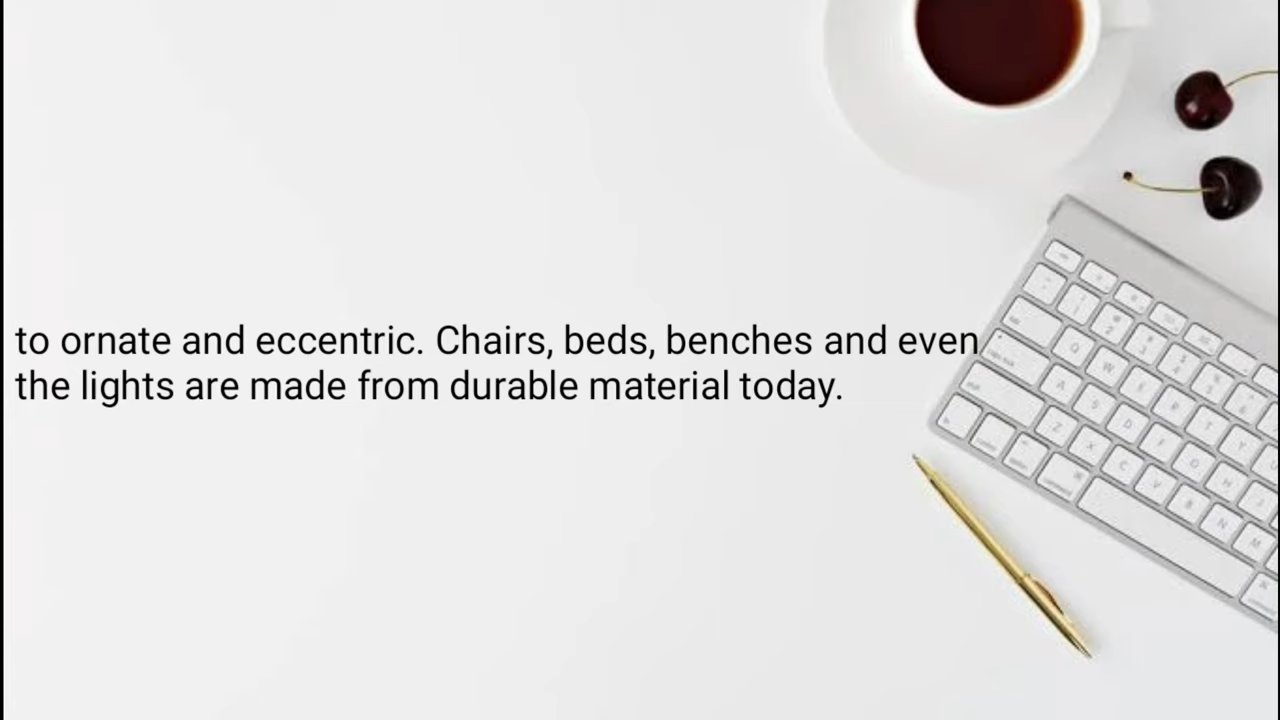 to ornate and eccentric. Chairs, beds, benches and even
the lights are made from durable material today.